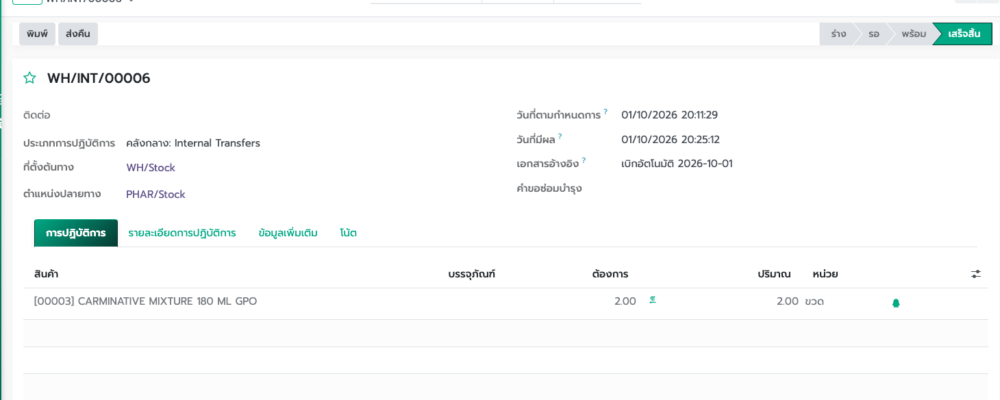 WH/INT/00006
พิมพ์ ส่งคืน ร่าง รอ พร้อม เสร็จสิ้น
WH/INT/00006
ติดต่อ วันที่ตามกำหนดการ ? 01/10/2026 20:11:29
ประเภทการปฏิบัติการ คลังกลาง: Internal Transfers วันที่มีผล ? 01/10/2026 20:25:12
ที่ตั้งต้นทาง WH/Stock เอกสารอ้างอิง ? เบิกอัตโนมัติ 2026-10-01
ตำแหน่งปลายทาง PHAR/Stock คำขอซ่อมบำรุง
การปฏิบัติการ รายละเอียดการปฏิบัติการ ข้อมูลเพิ่มเติม โน้ต
สินค้า บรรจุภัณฑ์ ต้องการ ปริมาณ หน่วย
[00003] CARMINATIVE MIXTURE 180 ML GPO 2.00 2.00 ขวด